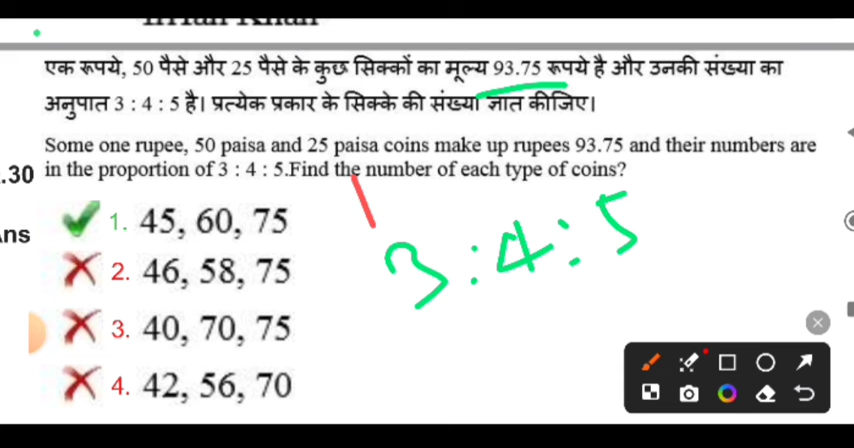 एक रूपये, 50 पैसे और 25 पैसे के कुछ सिक्कों का मूल्य 93.75 रूपये है और उनकी संख्या का
अनुपात 3 : 4 : 5 है। प्रत्येक प्रकार के सिक्के की संख्या ज्ञात कीजिए।
Some one rupee, 50 paisa and 25 paisa coins make up rupees 93.75 and their numbers are
.30 in the proportion of 3 : 4 : 5.Find the number of each type of coins?
Ans 1. 45, 60, 75
2. 46, 58, 75
3. 40, 70, 75
4. 42, 56, 70
3 : 4 : 5